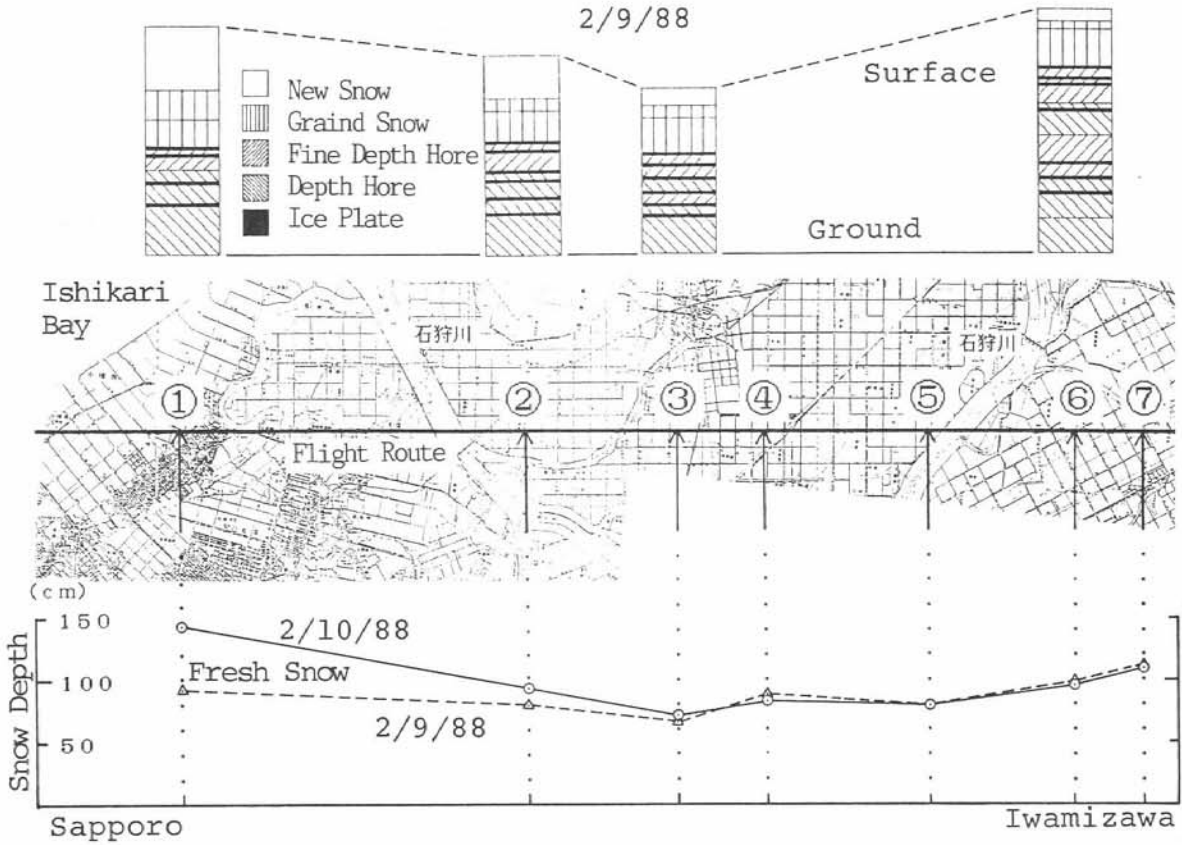 2/9/88
New Snow
Graind Snow
Fine Depth Hore
Depth Hore
Ice Plate
Surface
Ground
Ishikari
Bay
石狩川
石狩川
① ② ③ ④ ⑤ ⑥ ⑦
Flight Route
(cm)
150
100
50
Snow Depth
2/10/88
Fresh Snow
2/9/88
Sapporo
Iwamizawa